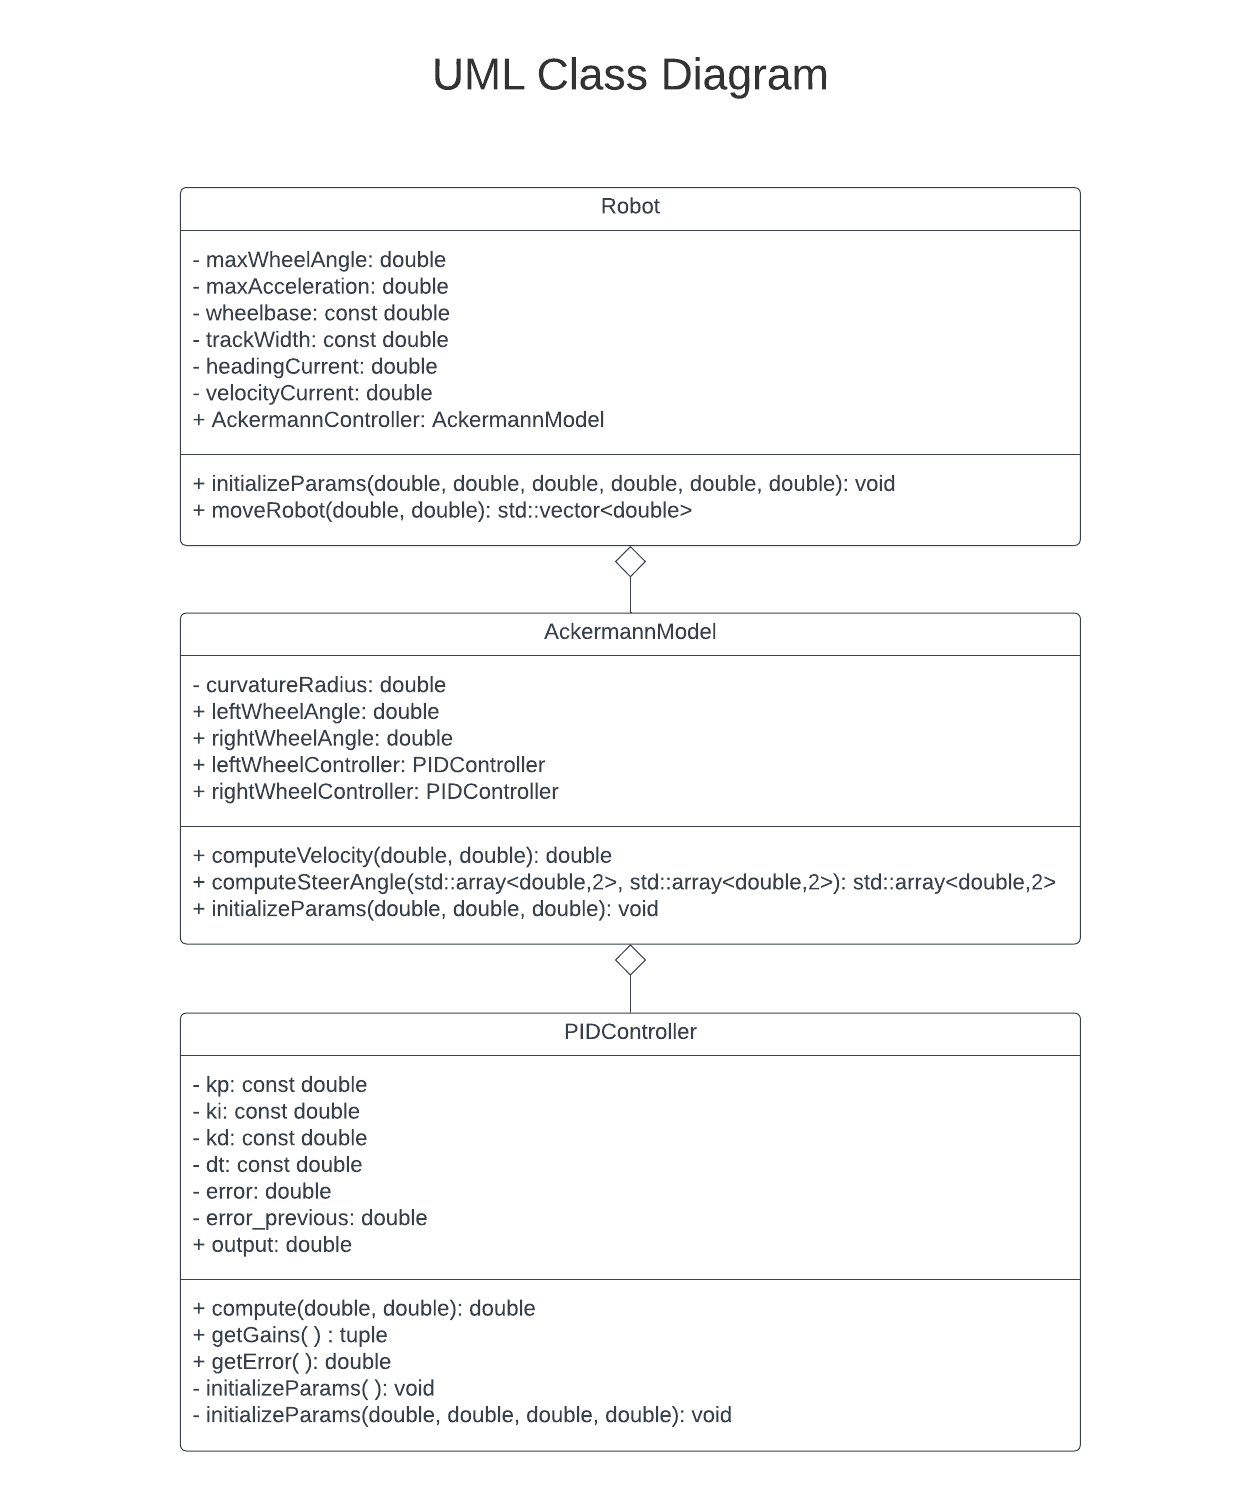 UML Class Diagram
Robot
- maxWheelAngle: double
- maxAcceleration: double
- wheelbase: const double
- trackWidth: const double
- headingCurrent: double
- velocityCurrent: double
+ AckermannController: AckermannModel
+ initializeParams(double, double, double, double, double, double): void
+ moveRobot(double, double): std::vector<double>
AckermannModel
- curvatureRadius: double
+ leftWheelAngle: double
+ rightWheelAngle: double
+ leftWheelController: PIDController
+ rightWheelController: PIDController
+ computeVelocity(double, double): double
+ computeSteerAngle(std::array<double,2>, std::array<double,2>): std::array<double,2>
+ initializeParams(double, double, double): void
PIDController
- kp: const double
- ki: const double
- kd: const double
- dt: const double
- error: double
- error_previous: double
+ output: double
+ compute(double, double): double
+ getGains( ) : tuple
+ getError( ): double
- initializeParams( ): void
- initializeParams(double, double, double, double): void